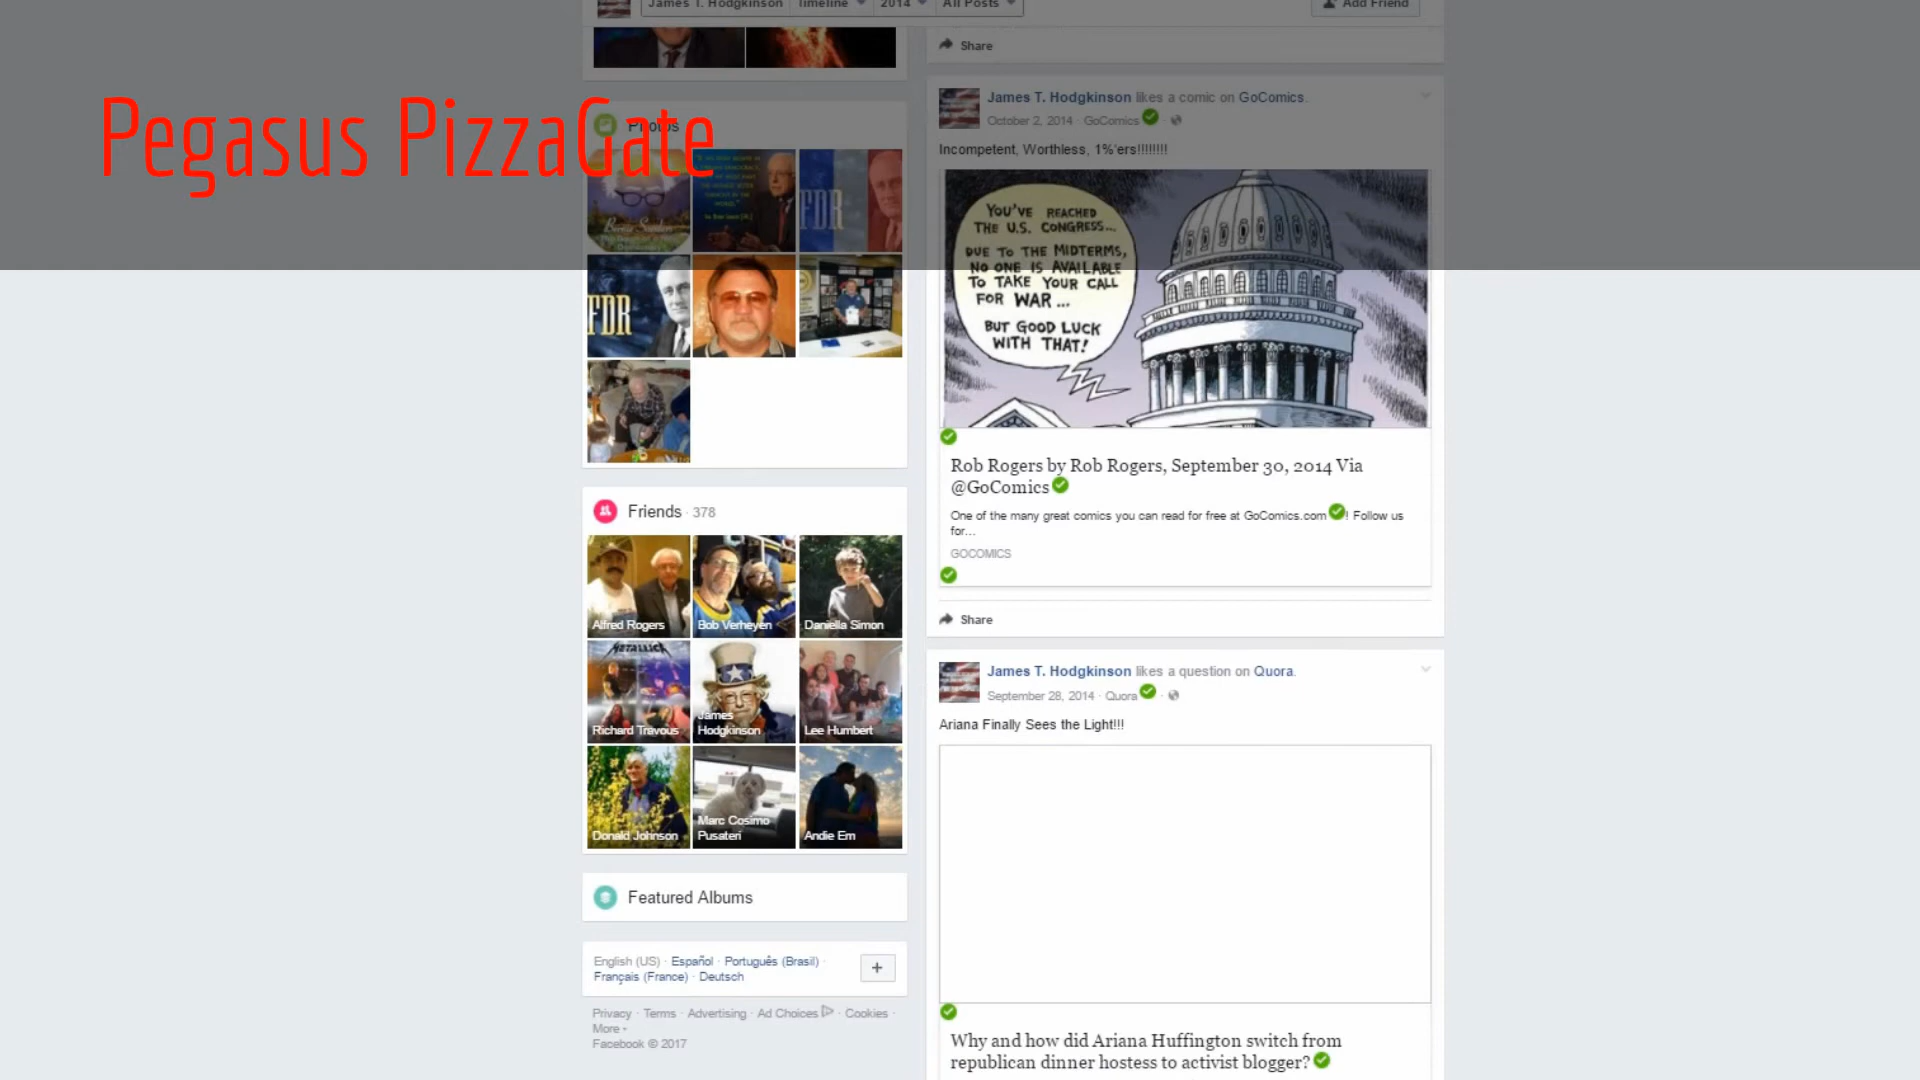 James T. Hodgkinson Timeline 2014 All Posts
Add Friend
Share
Pegasus PizzaGate
Photos
Bernie Sanders
FDR
FDR
Friends · 378
Alfred Rogers
Bob Verheyen
Daniella Simon
METALLICA
Richard Travous
James
Hodgkinson
Lee Humbert
Donald Johnson
Marc Cosimo
Pusateri
Andie Em
Featured Albums
English (US) · Español · Português (Brasil) ·
Français (France) · Deutsch
+
Privacy · Terms · Advertising · Ad Choices · Cookies ·
More
Facebook © 2017
James T. Hodgkinson likes a comic on GoComics.
October 2, 2014 · GoComics ·
Incompetent, Worthless, 1%'ers!!!!!!!!
YOU'VE REACHED
THE U.S. CONGRESS...
DUE TO THE MIDTERMS,
NO ONE IS AVAILABLE
TO TAKE YOUR CALL
FOR WAR...
BUT GOOD LUCK
WITH THAT!
Rob Rogers by Rob Rogers, September 30, 2014 Via
@GoComics
One of the many great comics you can read for free at GoComics.com ! Follow us
for...
GOCOMICS
Share
James T. Hodgkinson likes a question on Quora.
September 28, 2014 · Quora ·
Ariana Finally Sees the Light!!!
Why and how did Ariana Huffington switch from
republican dinner hostess to activist blogger?